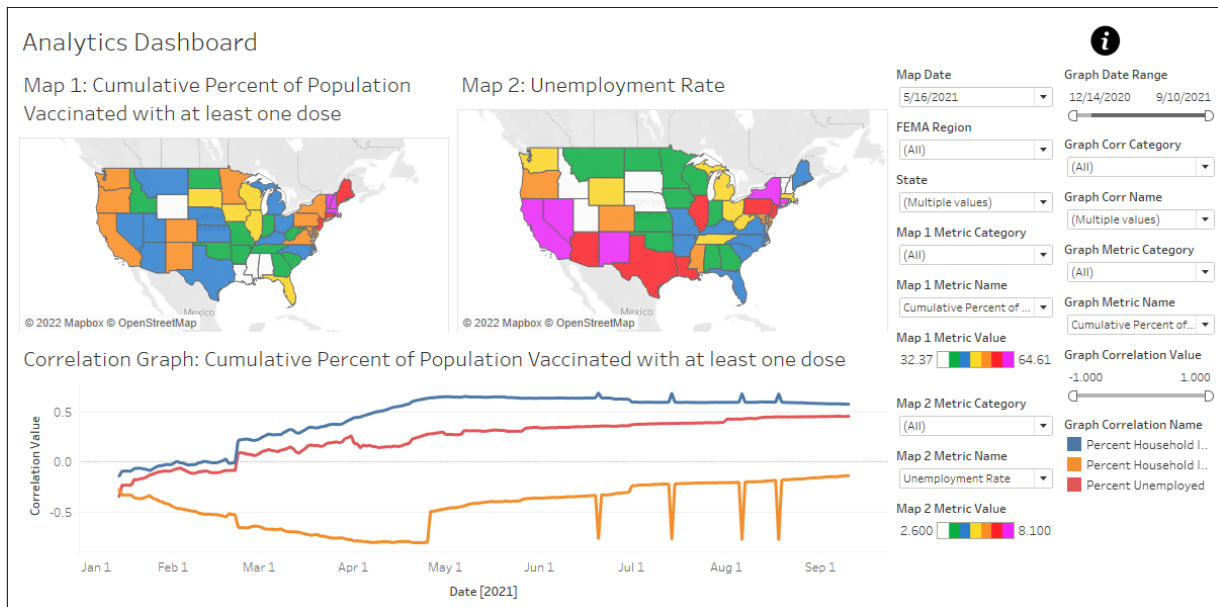 Analytics Dashboard
i
Map 1: Cumulative Percent of Population
Vaccinated with at least one dose
Map 2: Unemployment Rate
Mexico
© 2022 Mapbox © OpenStreetMap
Mexico
© 2022 Mapbox © OpenStreetMap
Correlation Graph: Cumulative Percent of Population Vaccinated with at least one dose
Correlation Value
0.5
0.0
-0.5
Jan 1 Feb 1 Mar 1 Apr 1 May 1 Jun 1 Jul 1 Aug 1 Sep 1
Date [2021]
Map Date
5/16/2021
FEMA Region
(All)
State
(Multiple values)
Map 1 Metric Category
(All)
Map 1 Metric Name
Cumulative Percent of ...
Map 1 Metric Value
32.37 64.61
Map 2 Metric Category
(All)
Map 2 Metric Name
Unemployment Rate
Map 2 Metric Value
2.600 8.100
Graph Date Range
12/14/2020 9/10/2021
Graph Corr Category
(All)
Graph Corr Name
(Multiple values)
Graph Metric Category
(All)
Graph Metric Name
Cumulative Percent of...
Graph Correlation Value
-1.000 1.000
Graph Correlation Name
Percent Household I..
Percent Household I..
Percent Unemployed